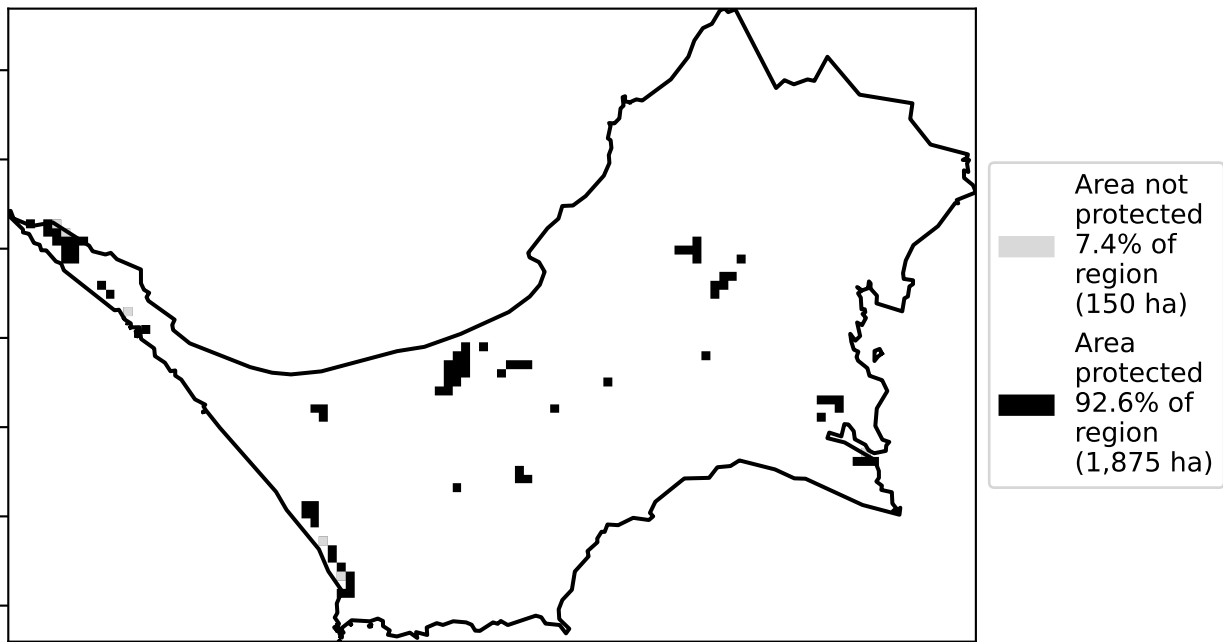 Area not
protected
7.4% of
region
(150 ha)
Area
protected
92.6% of
region
(1,875 ha)